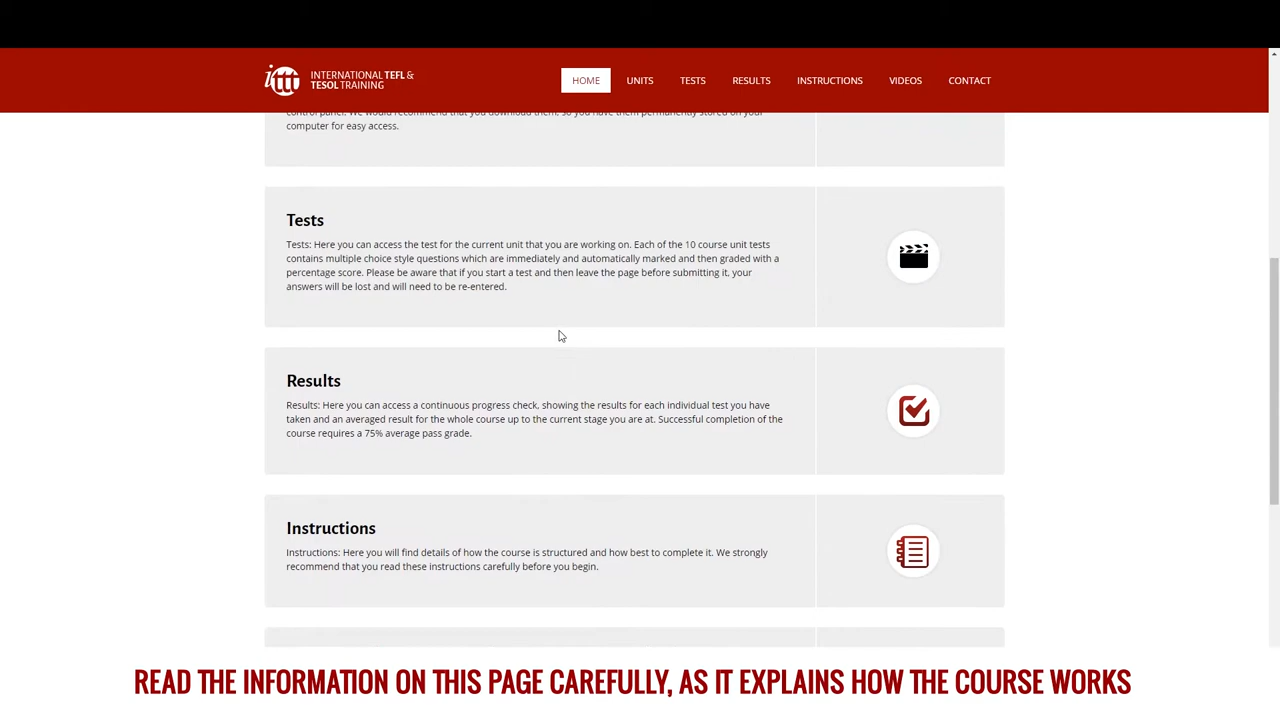 INTERNATIONAL TEFL &
TESOL TRAINING
HOME
UNITS
TESTS
RESULTS
INSTRUCTIONS
VIDEOS
CONTACT
control panel. We would recommend that you download them, so you have them permanently stored on your
computer for easy access.
Tests
Tests: Here you can access the test for the current unit that you are working on. Each of the 10 course unit tests
contains multiple choice style questions which are immediately and automatically marked and then graded with a
percentage score. Please be aware that if you start a test and then leave the page before submitting it, your
answers will be lost and will need to be re-entered.
Results
Results: Here you can access a continuous progress check, showing the results for each individual test you have
taken and an averaged result for the whole course up to the current stage you are at. Successful completion of the
course requires a 75% average pass grade.
Instructions
Instructions: Here you will find details of how the course is structured and how best to complete it. We strongly
recommend that you read these instructions carefully before you begin.
READ THE INFORMATION ON THIS PAGE CAREFULLY, AS IT EXPLAINS HOW THE COURSE WORKS